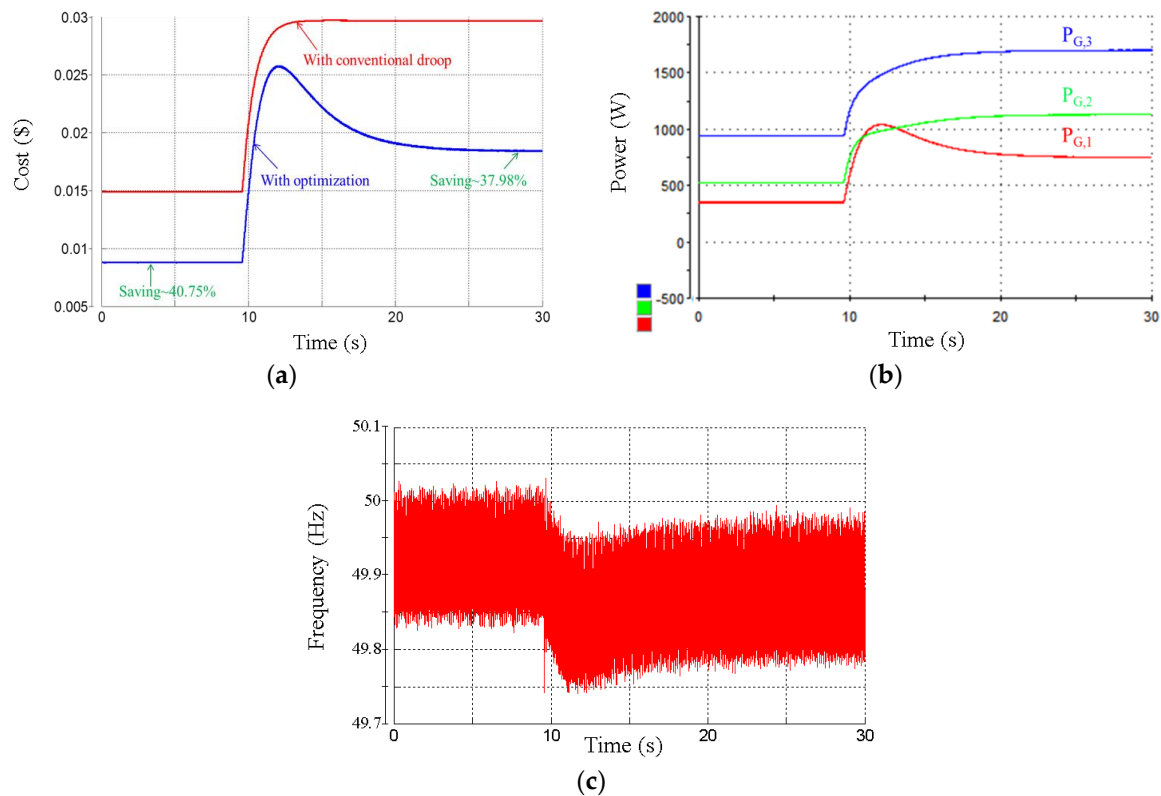 0.03
0.025
0.02
0.015
0.01
0.005
Cost ($)
With conventional droop
With optimization
Saving~37.98%
Saving~40.75%
0
10
20
30
Time (s)
(a)
2000
1500
1000
500
0
-500
Power (W)
PG,3
PG,2
PG,1
0
10
20
30
Time (s)
(b)
50.1
50
49.9
49.8
49.7
Frequency (Hz)
0
10
20
30
Time (s)
(c)